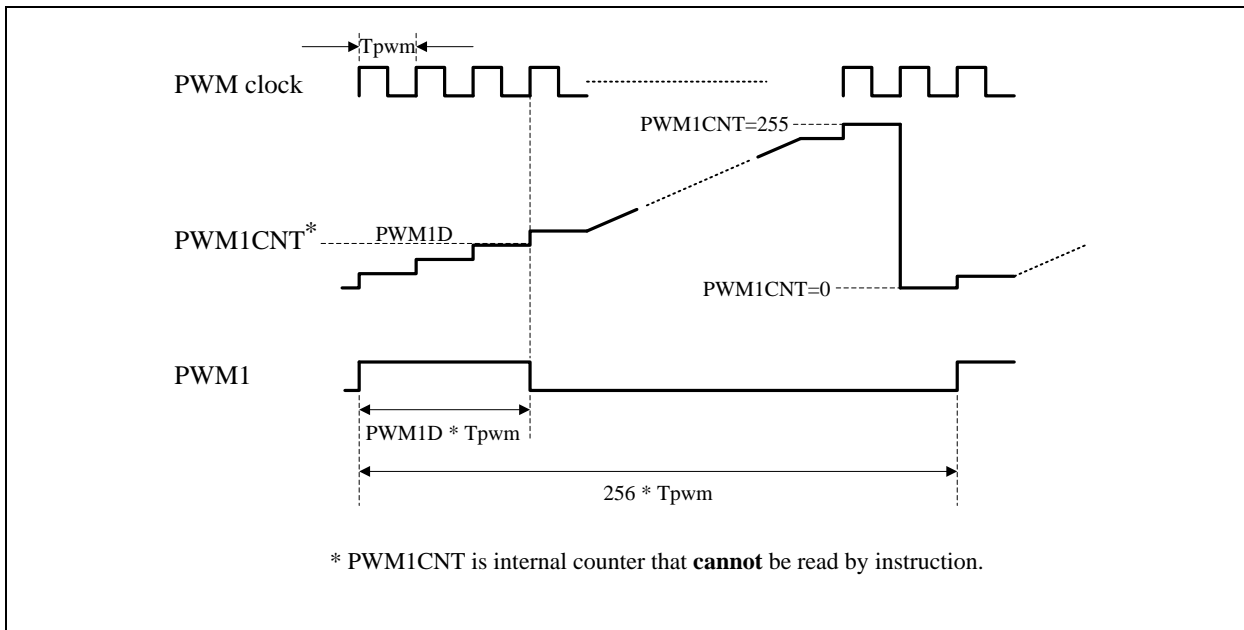 Tpwm
PWM clock
PWM1CNT=255
PWM1CNT*
PWM1D
PWM1CNT=0
PWM1
PWM1D * Tpwm
256 * Tpwm
* PWM1CNT is internal counter that cannot be read by instruction.